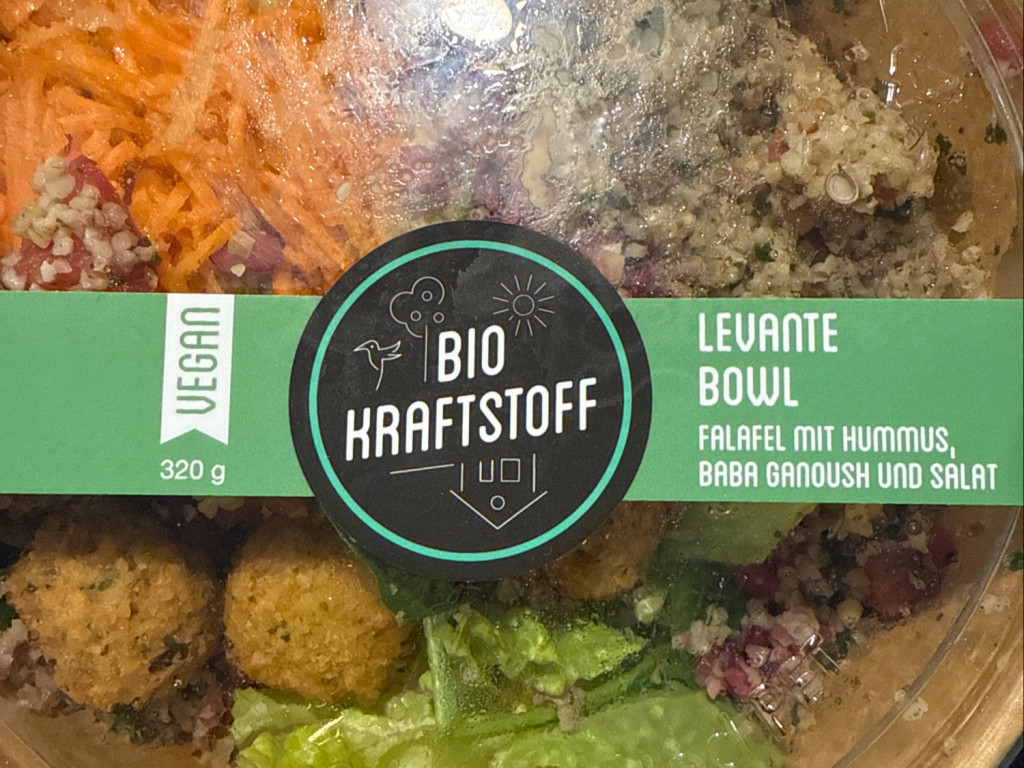 VEGAN
320 g
BIO
KRAFTSTOFF
LEVANTE
BOWL
FALAFEL MIT HUMMUS,
BABA GANOUSH UND SALAT